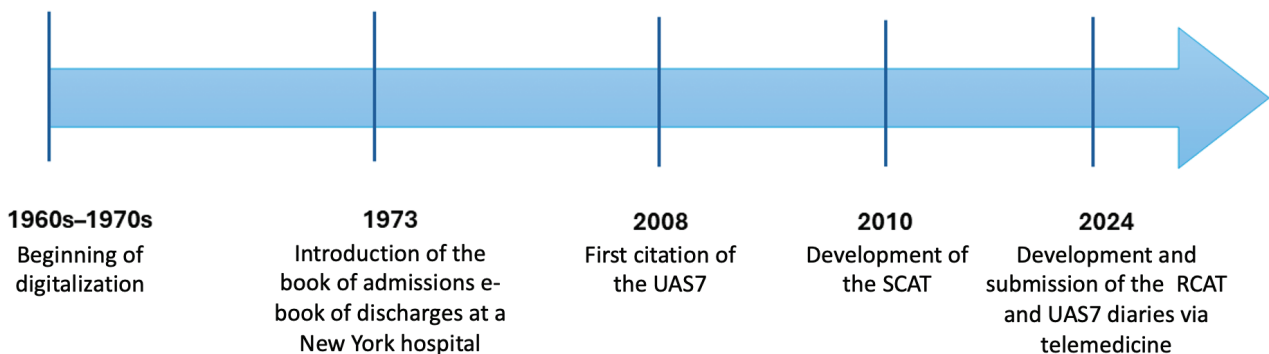 1960s–1970s
Beginning of
digitalization
1973
Introduction of the
book of admissions e-
book of discharges at a
New York hospital
2008
First citation of
the UAS7
2010
Development of
the SCAT
2024
Development and
submission of the RCAT
and UAS7 diaries via
telemedicine